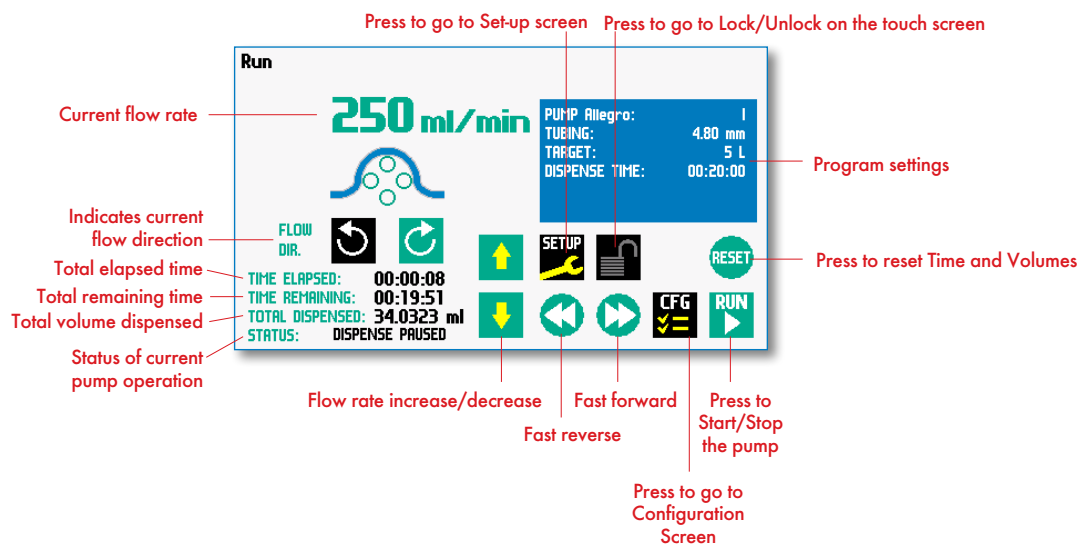 Press to go to Set-up screen
Press to go to Lock/Unlock on the touch screen
Run
Current flow rate
250 ml/min
PUMP Allegro: I
TUBING: 4.80 mm
TARGET: 5 L
DISPENSE TIME: 00:20:00
Program settings
Indicates current
flow direction
FLOW
DIR.
SETUP
RESET
Press to reset Time and Volumes
Total elapsed time
TIME ELAPSED: 00:00:08
Total remaining time
TIME REMAINING: 00:19:51
Total volume dispensed
TOTAL DISPENSED: 34.0323 ml
STATUS: DISPENSE PAUSED
CFG
RUN
Status of current
pump operation
Flow rate increase/decrease
Fast forward
Fast reverse
Press to
Start/Stop
the pump
Press to go to
Configuration
Screen